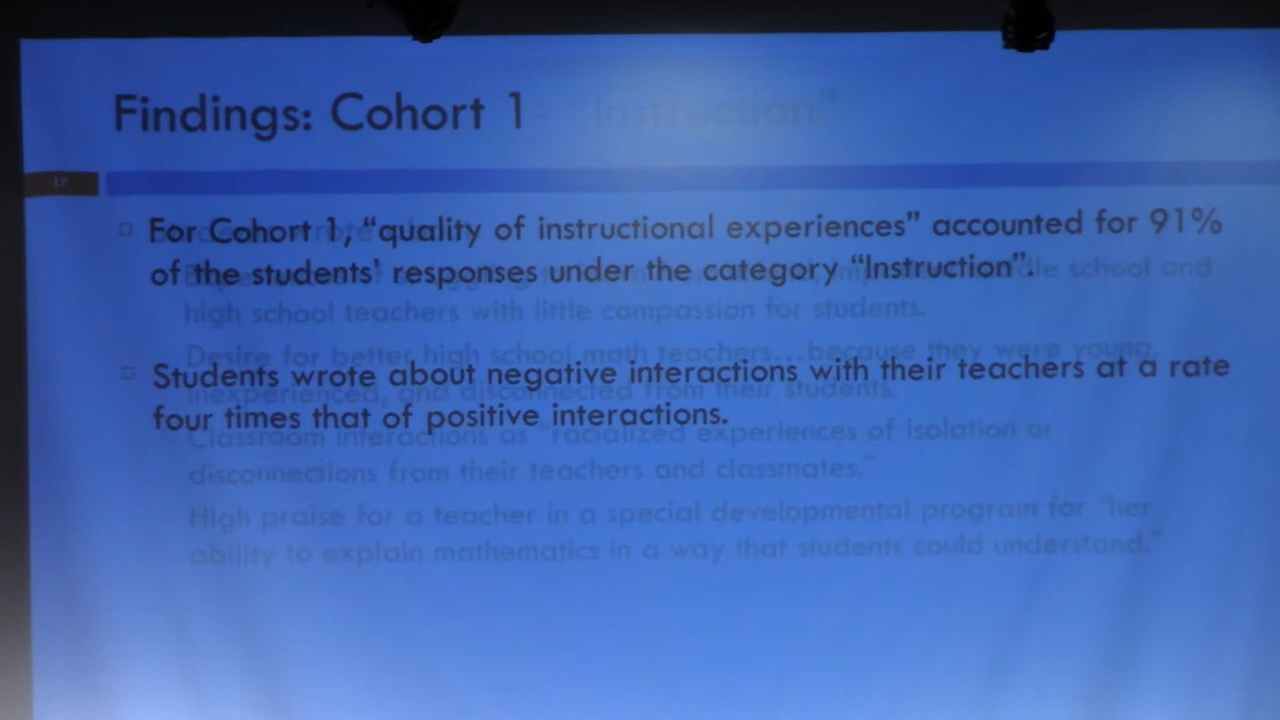 Findings: Cohort 1 - "Instruction"
17
For Cohort 1, “quality of instructional experiences” accounted for 91%
of the students’ responses under the category “Instruction”.
school and
high school teachers with little compassion for students.
Desire for better high school math teachers...because they were young,
Students wrote about negative interactions with their teachers at a rate
inexperienced, and disconnected from their students.
four times that of positive interactions.
Classroom interactions as "racialized experiences of isolation or
disconnections from their teachers and classmates."
High praise for a teacher in a special developmental program for "her
ability to explain mathematics in a way that students could understand."